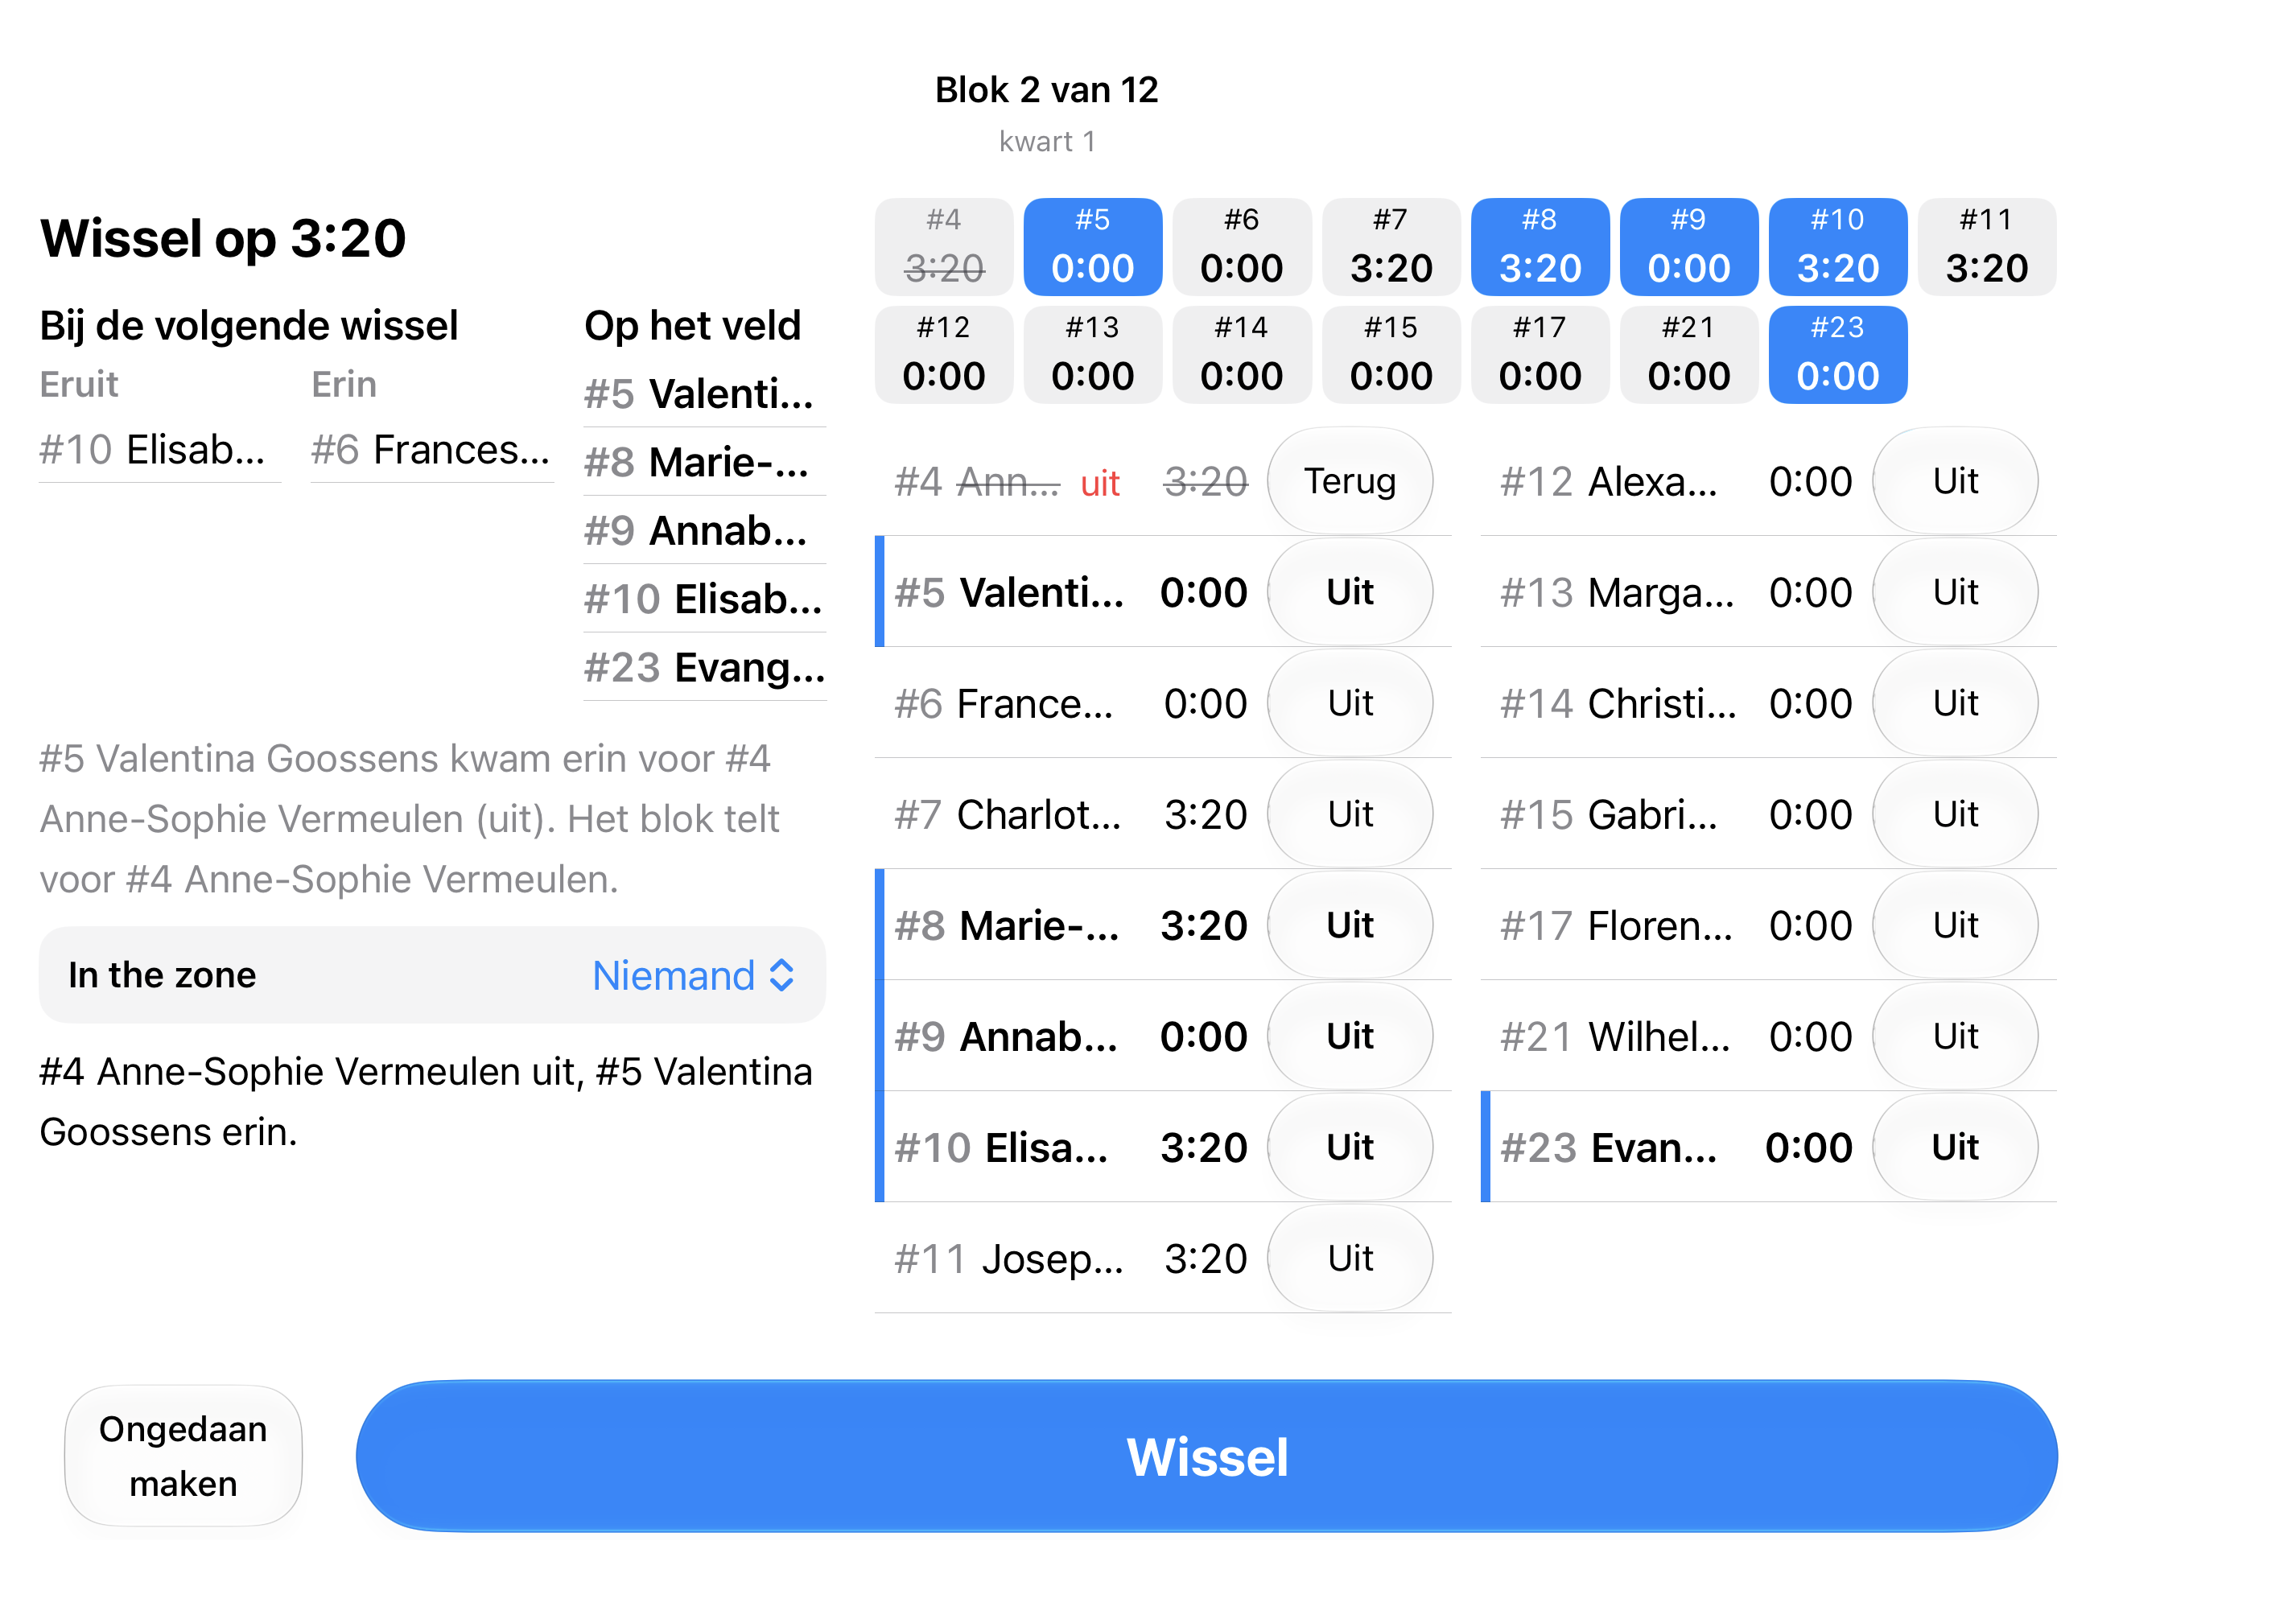 Blok 2 van 12
kwart 1
Wissel op 3:20
Bij de volgende wissel
Eruit
Erin
#10 Elisab...
#6 Frances...
Op het veld
#5 Valenti...
#8 Marie-...
#9 Annab...
#10 Elisab...
#23 Evang...
#5 Valentina Goossens kwam erin voor #4
Anne-Sophie Vermeulen (uit). Het blok telt
voor #4 Anne-Sophie Vermeulen.
In the zone
Niemand
#4 Anne-Sophie Vermeulen uit, #5 Valentina
Goossens erin.
#4 #5 #6 #7 #8 #9 #10 #11
3:20 0:00 0:00 3:20 3:20 0:00 3:20 3:20
#12 #13 #14 #15 #17 #21 #23
0:00 0:00 0:00 0:00 0:00 0:00 0:00
#4 Ann... uit 3:20 Terug
#5 Valenti... 0:00 Uit
#6 France... 0:00 Uit
#7 Charlot... 3:20 Uit
#8 Marie-... 3:20 Uit
#9 Annab... 0:00 Uit
#10 Elisa... 3:20 Uit
#11 Josep... 3:20 Uit
#12 Alexa... 0:00 Uit
#13 Marga... 0:00 Uit
#14 Christi... 0:00 Uit
#15 Gabri... 0:00 Uit
#17 Floren... 0:00 Uit
#21 Wilhel... 0:00 Uit
#23 Evan... 0:00 Uit
Ongedaan
maken
Wissel